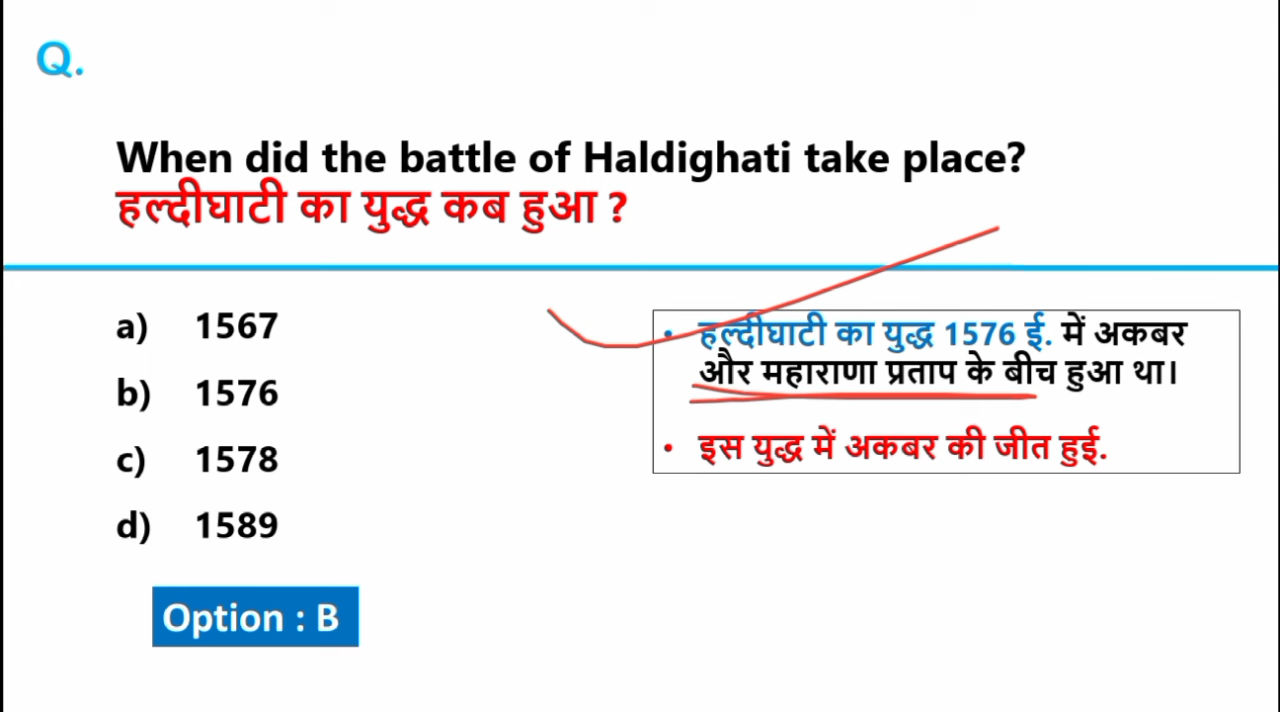 Q.
When did the battle of Haldighati take place?
हल्दीघाटी का युद्ध कब हुआ ?
a) 1567
b) 1576
c) 1578
d) 1589
• हल्दीघाटी का युद्ध 1576 ई. में अकबर
और महाराणा प्रताप के बीच हुआ था।
• इस युद्ध में अकबर की जीत हुई.
Option : B